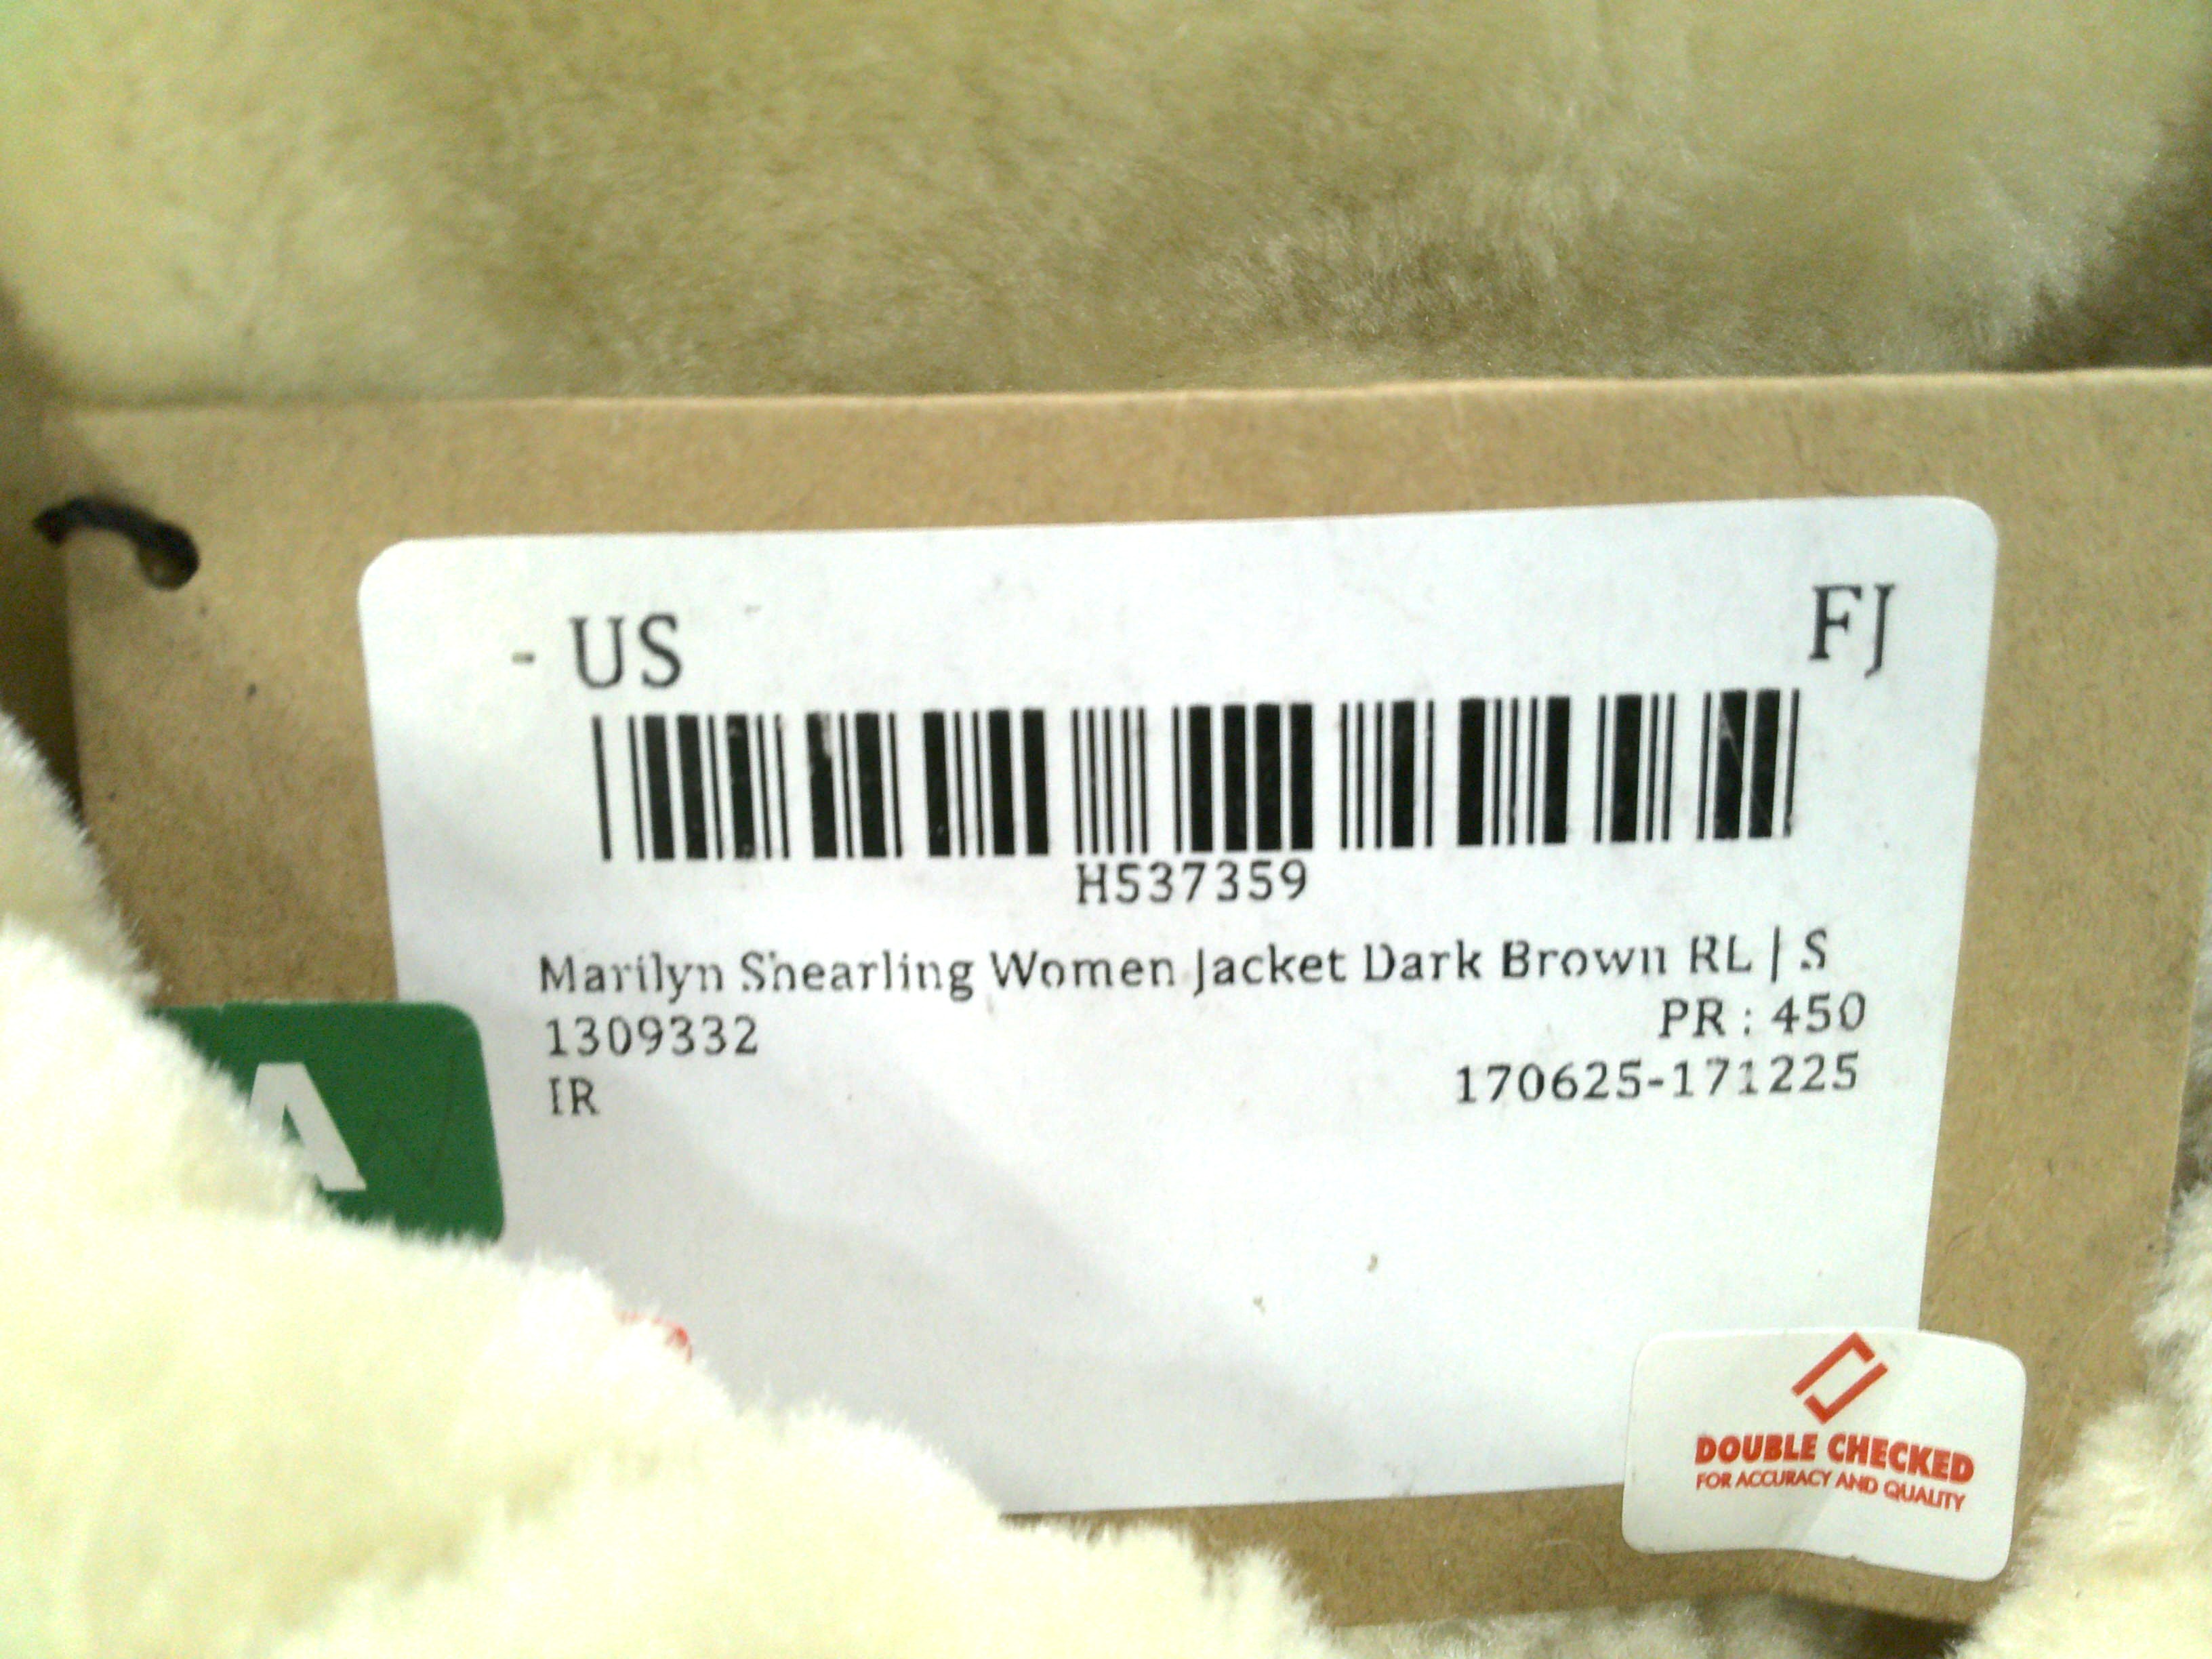 - US FJ
H537359
Marilyn Shearling Women Jacket Dark Brown RL | S
1309332 PR : 450
IR 170625-171225
A
DOUBLE CHECKED
FOR ACCURACY AND QUALITY